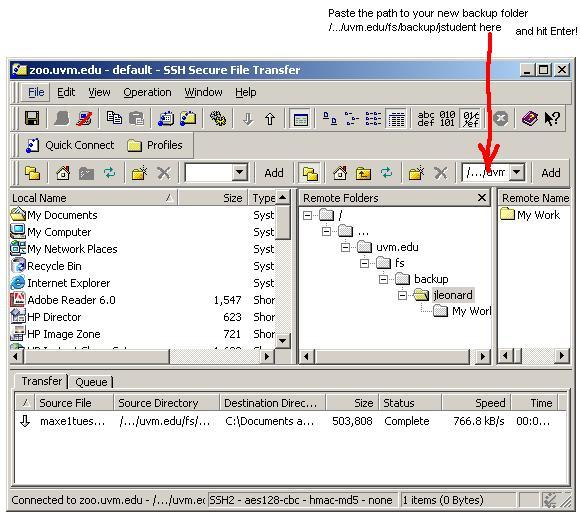 Paste the path to your new backup folder
/.../uvm.edu/fs/backup/jstudent here and hit Enter!
zoo.uvm.edu - default - SSH Secure File Transfer
File Edit View Operation Window Help
abc 010 01¢
def 101 %ef
Quick Connect Profiles
Add /.../uvm Add
Local Name Size Type
My Documents Syst
My Computer Syst
My Network Places Syst
Recycle Bin Syst
Internet Explorer Syst
Adobe Reader 6.0 1,547 Shor
HP Director 623 Shor
HP Image Zone 721 Shor
Remote Folders
/
...
uvm.edu
fs
backup
jleonard
My Worl
Remote Name
My Work
Transfer Queue
/ Source File Source Directory Destination Direc... Size Status Speed Time
maxe1tues... /.../uvm.edu/fs/... C:\Documents a... 503,808 Complete 766.8 kB/s 00:0...
Connected to zoo.uvm.edu - /.../uvm.ec SSH2 - aes128-cbc - hmac-md5 - none 1 items (0 Bytes)